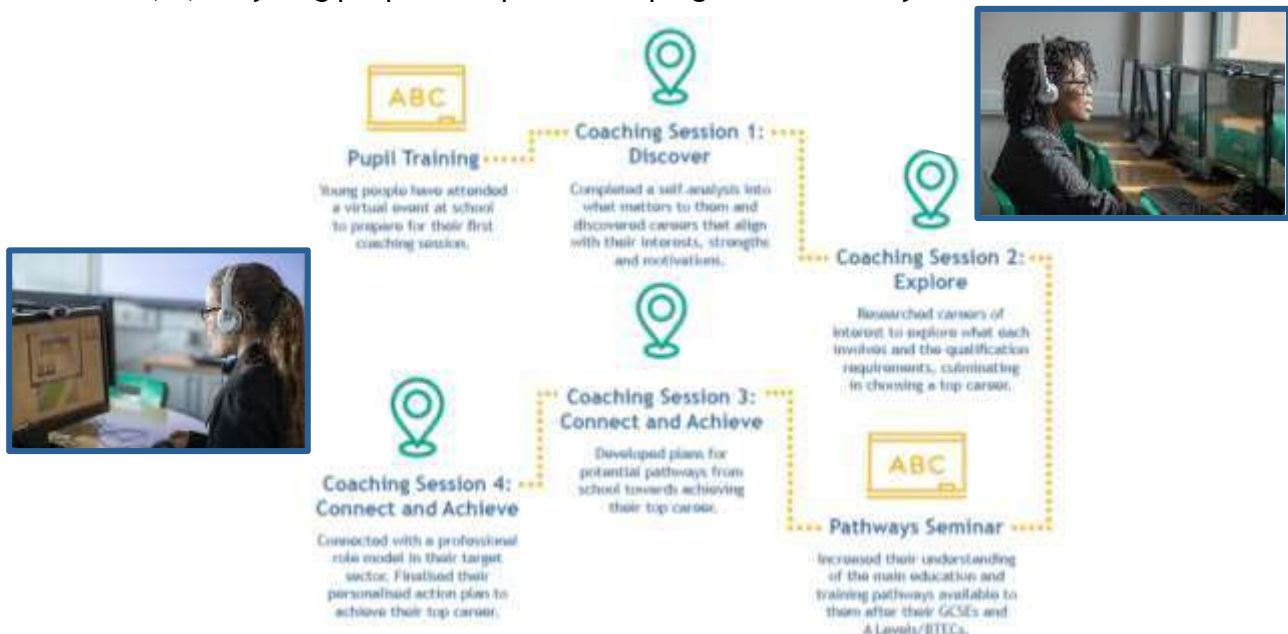 ABC
Pupil Training
Young people have attended
a virtual event at school
to prepare for their first
coaching session.
Coaching Session 1:
Discover
Completed a self analysis into
what matters to them and
discovered careers that align
with their interests, strengths
and motivations.
Coaching Session 2:
Explore
Researched careers of
interest to explore what each
involves and the qualification
requirements, culminating
in choosing a top career.
ABC
Pathways Seminar
Increased their understanding
of the main education and
training pathways available to
them after their GCSEs and
A Levels/BTECs.
Coaching Session 3:
Connect and Achieve
Developed plans for
potential pathways from
school towards achieving
their top career.
Coaching Session 4:
Connect and Achieve
Connected with a professional
role model in their target
sector. Finalised their
personalised action plan to
achieve their top career.